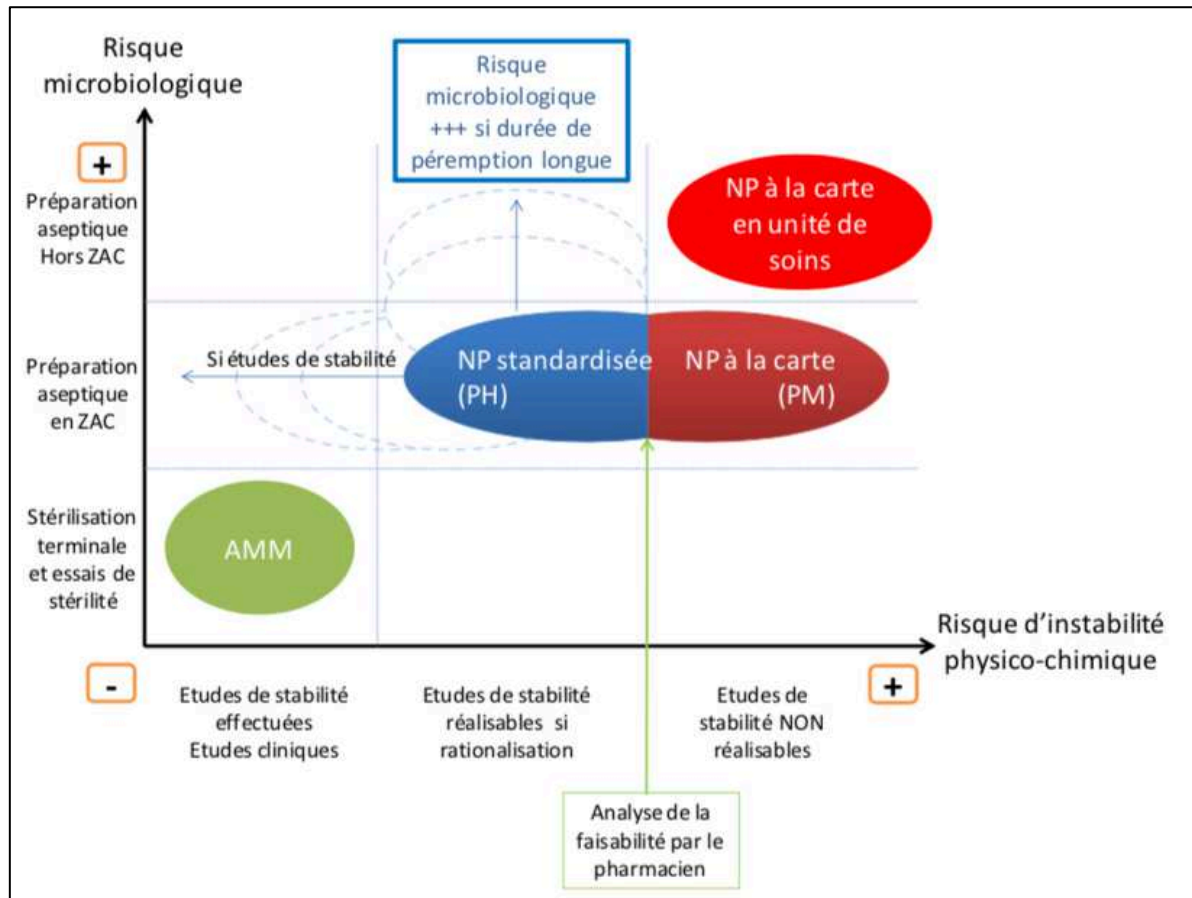 Risque
microbiologique
Risque
microbiologique
+++ si durée de
péremption longue
+
Préparation
aseptique
Hors ZAC
NP à la carte
en unité de
soins
Si études de stabilité
NP standardisée
(PH)
NP à la carte
(PM)
Préparation
aseptique
en ZAC
Stérilisation
terminale
et essais de
stérilité
AMM
Risque d'instabilité
physico-chimique
-
+
Etudes de stabilité
effectuées
Etudes cliniques
Etudes de stabilité
réalisables si
rationalisation
Etudes de
stabilité NON
réalisables
Analyse de la
faisabilité par le
pharmacien